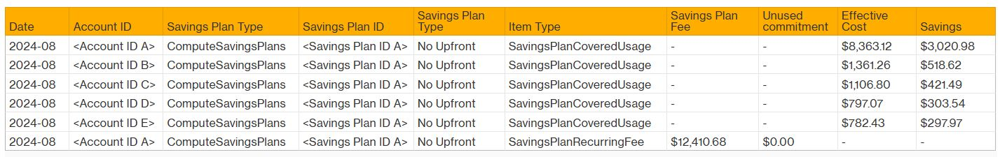 Date Account ID Savings Plan Type Savings Plan ID Savings Plan Type Item Type Savings Plan Fee Unused commitment Effective Cost Savings
2024-08 <Account ID A> ComputeSavingsPlans <Savings Plan ID A> No Upfront SavingsPlanCoveredUsage - - $8,363.12 $3,020.98
2024-08 <Account ID B> ComputeSavingsPlans <Savings Plan ID A> No Upfront SavingsPlanCoveredUsage - - $1,361.26 $518.62
2024-08 <Account ID C> ComputeSavingsPlans <Savings Plan ID A> No Upfront SavingsPlanCoveredUsage - - $1,106.80 $421.49
2024-08 <Account ID D> ComputeSavingsPlans <Savings Plan ID A> No Upfront SavingsPlanCoveredUsage - - $797.07 $303.54
2024-08 <Account ID E> ComputeSavingsPlans <Savings Plan ID A> No Upfront SavingsPlanCoveredUsage - - $782.43 $297.97
2024-08 <Account ID A> ComputeSavingsPlans <Savings Plan ID A> No Upfront SavingsPlanRecurringFee $12,410.68 $0.00 - -